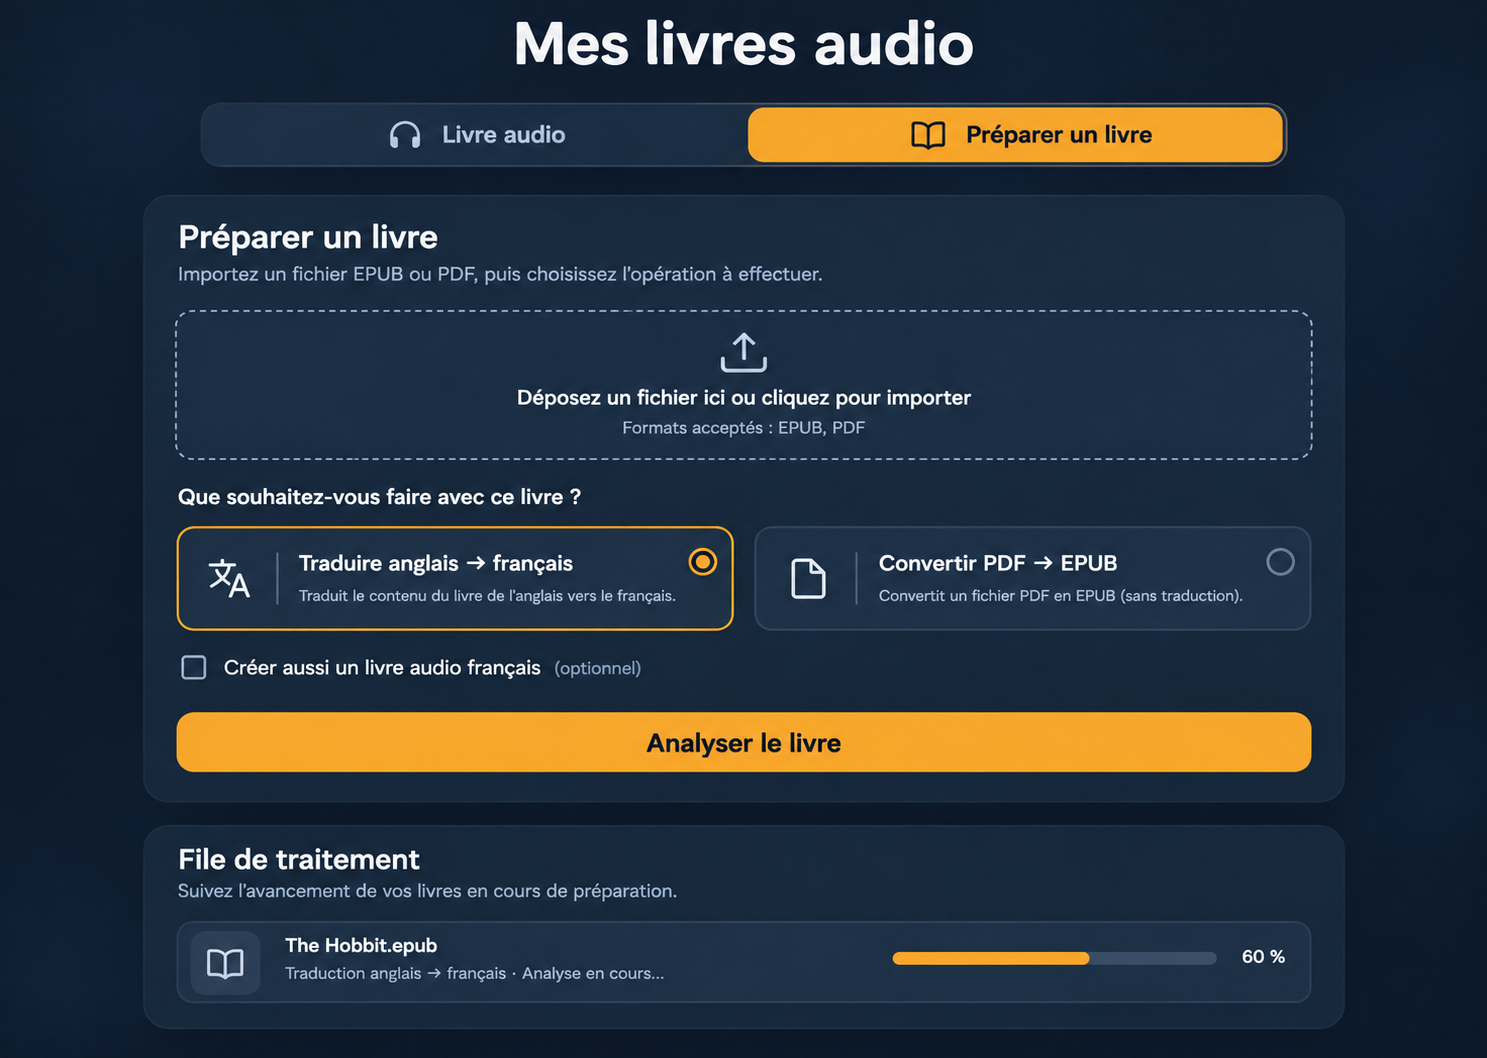 Mes livres audio
Livre audio
Préparer un livre
Préparer un livre
Importez un fichier EPUB ou PDF, puis choisissez l'opération à effectuer.
Déposez un fichier ici ou cliquez pour importer
Formats acceptés : EPUB, PDF
Que souhaitez-vous faire avec ce livre ?
Traduire anglais → français
Traduit le contenu du livre de l'anglais vers le français.
Convertir PDF → EPUB
Convertit un fichier PDF en EPUB (sans traduction).
Créer aussi un livre audio français (optionnel)
Analyser le livre
File de traitement
Suivez l'avancement de vos livres en cours de préparation.
The Hobbit.epub
Traduction anglais → français · Analyse en cours...
60 %